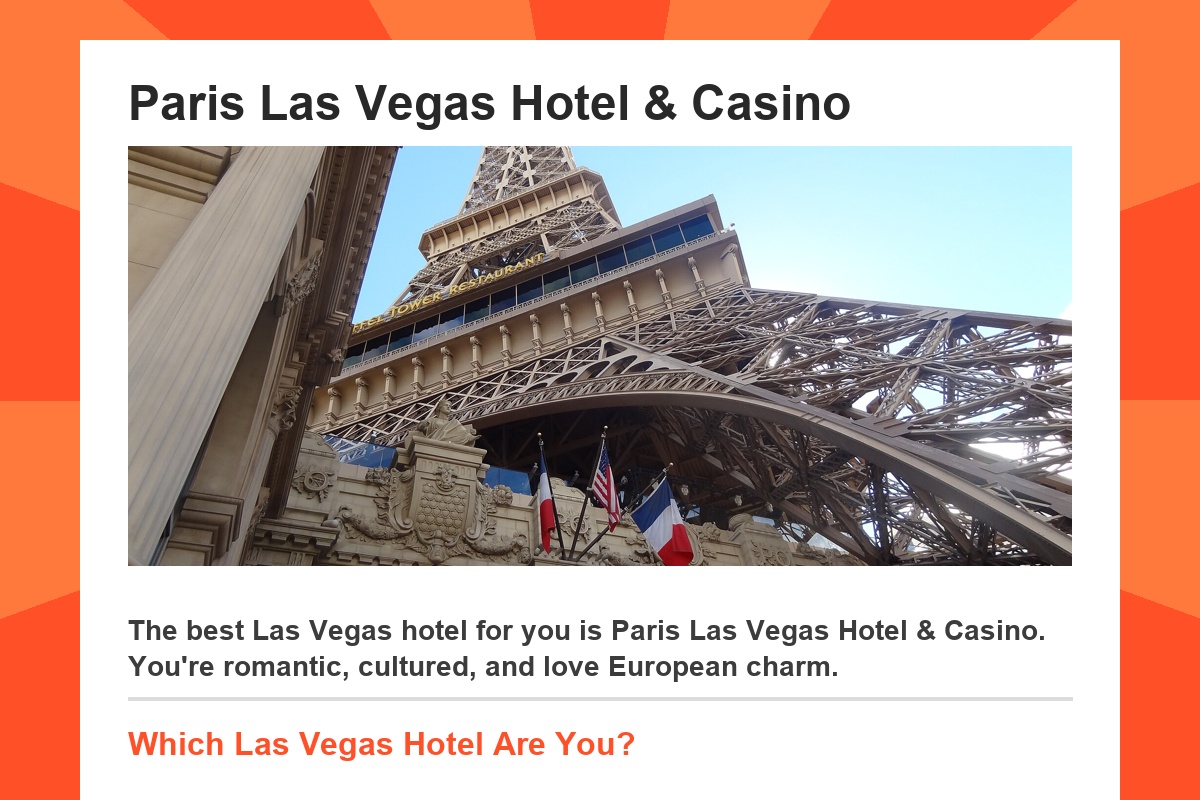 Paris Las Vegas Hotel & Casino
TOWER RESTAURANT
The best Las Vegas hotel for you is Paris Las Vegas Hotel & Casino.
You're romantic, cultured, and love European charm.
Which Las Vegas Hotel Are You?